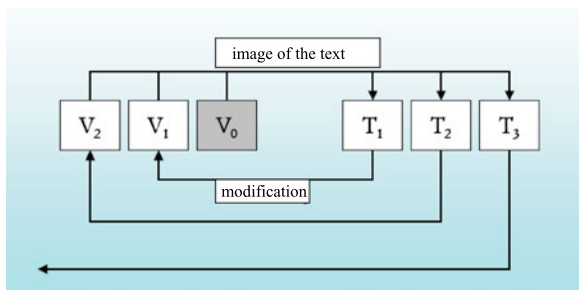 image of the text
V₂ V₁ V₀ T₁ T₂ T₃
modification